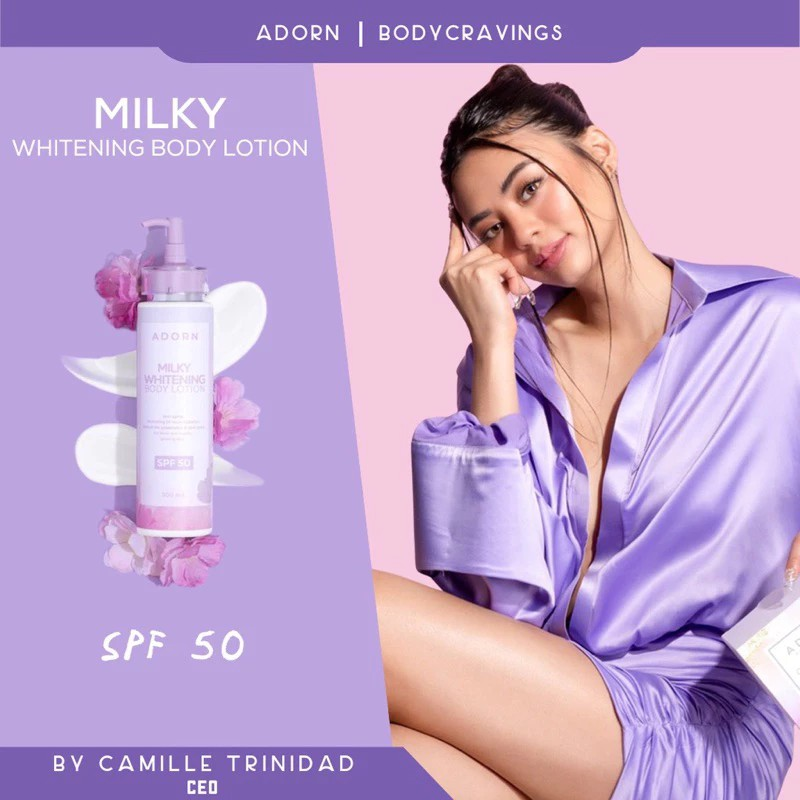 ADORN | BODYCRAVINGS
MILKY
WHITENING BODY LOTION
ADORN
MILKY
WHITENING
BODY LOTION
SPF 50
SPF 50
BY CAMILLE TRINIDAD
CEO